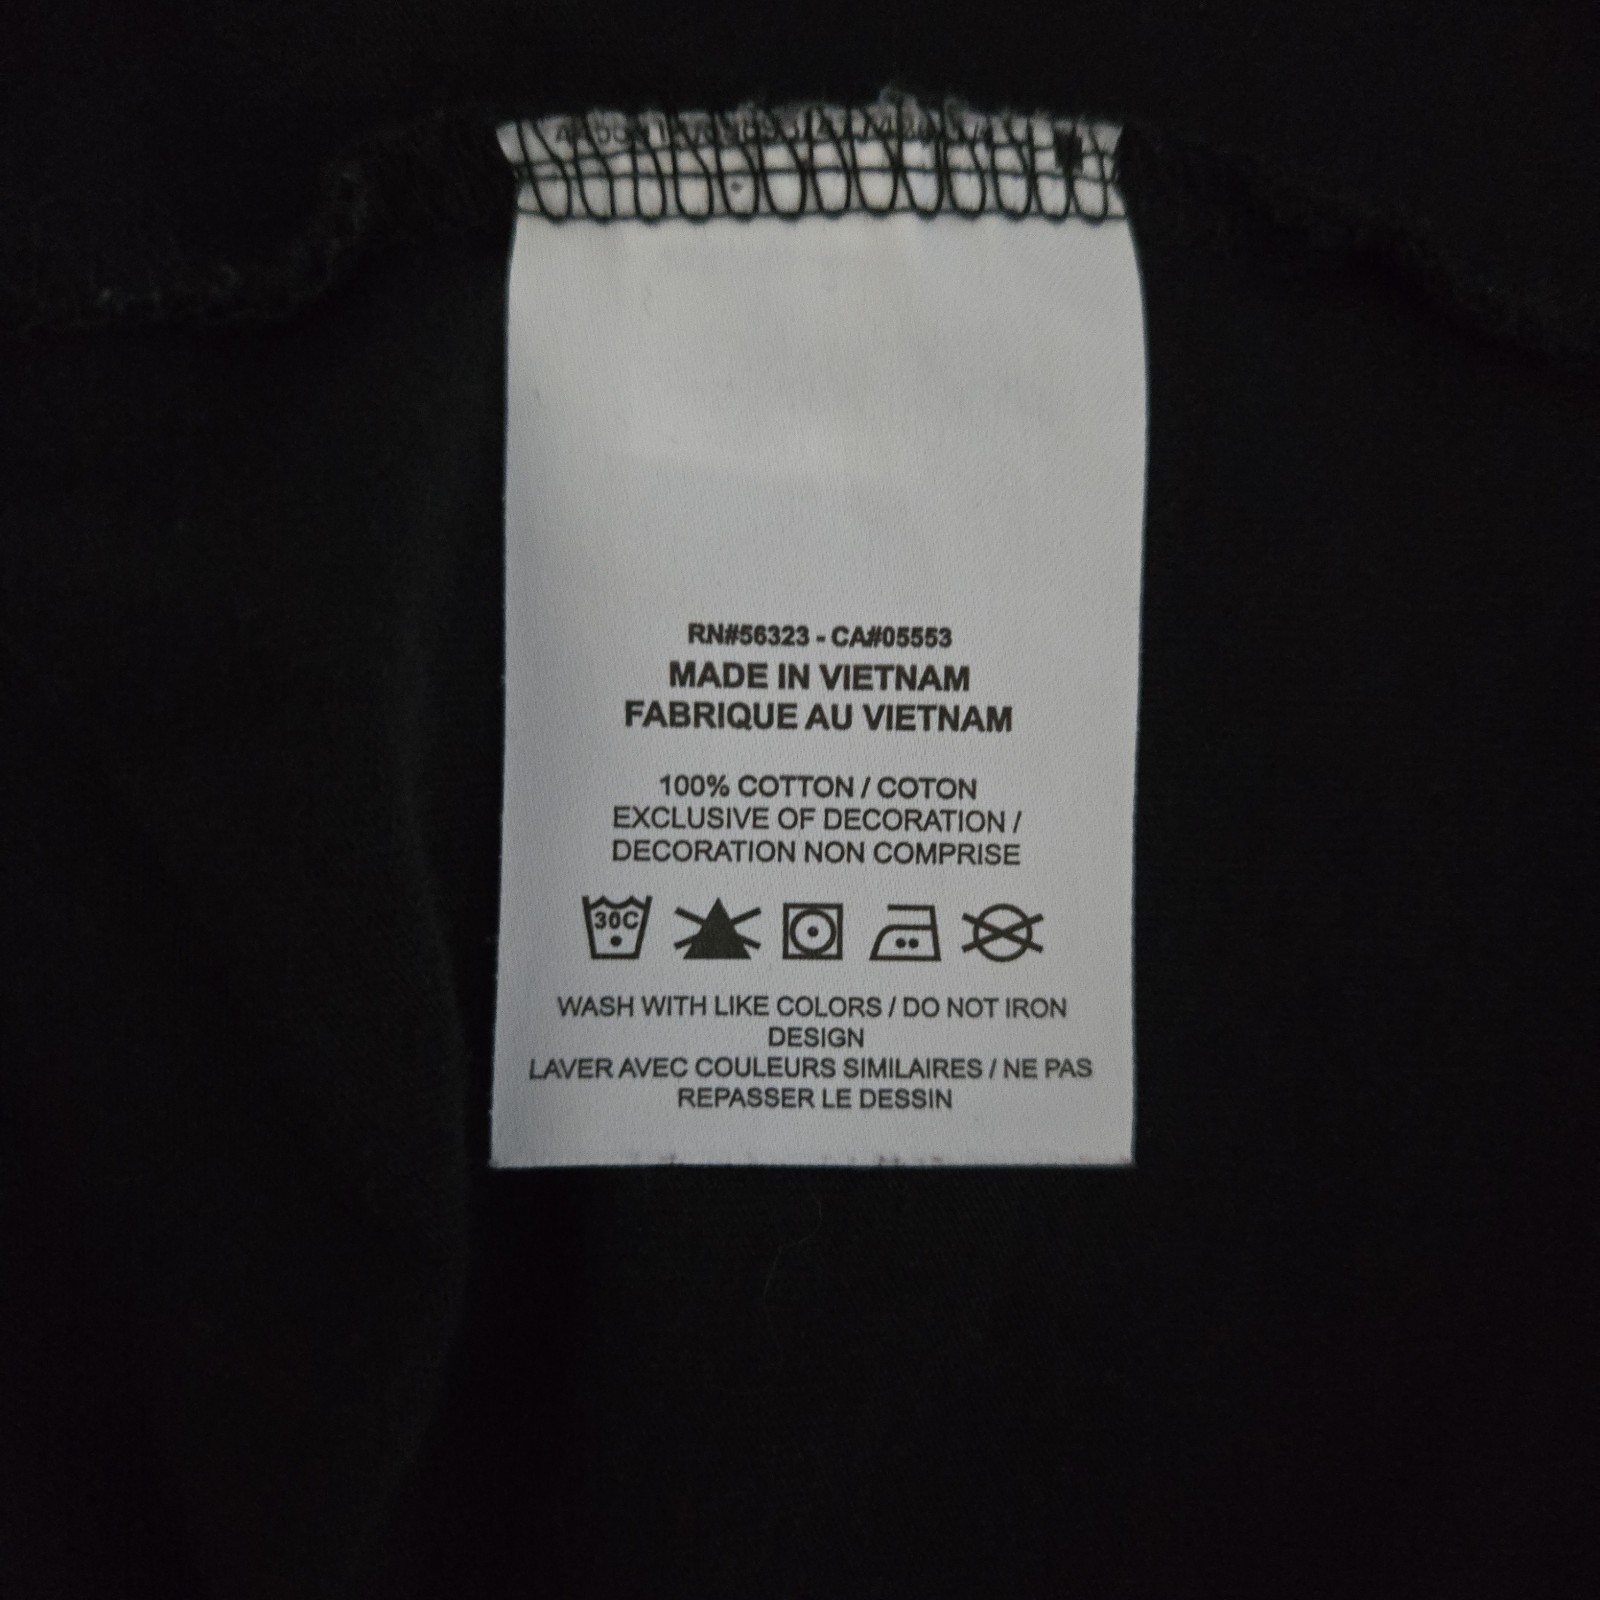 RN#56323 - CA#05553
MADE IN VIETNAM
FABRIQUE AU VIETNAM
100% COTTON / COTON
EXCLUSIVE OF DECORATION /
DECORATION NON COMPRISE
30C
WASH WITH LIKE COLORS / DO NOT IRON
DESIGN
LAVER AVEC COULEURS SIMILAIRES / NE PAS
REPASSER LE DESSIN